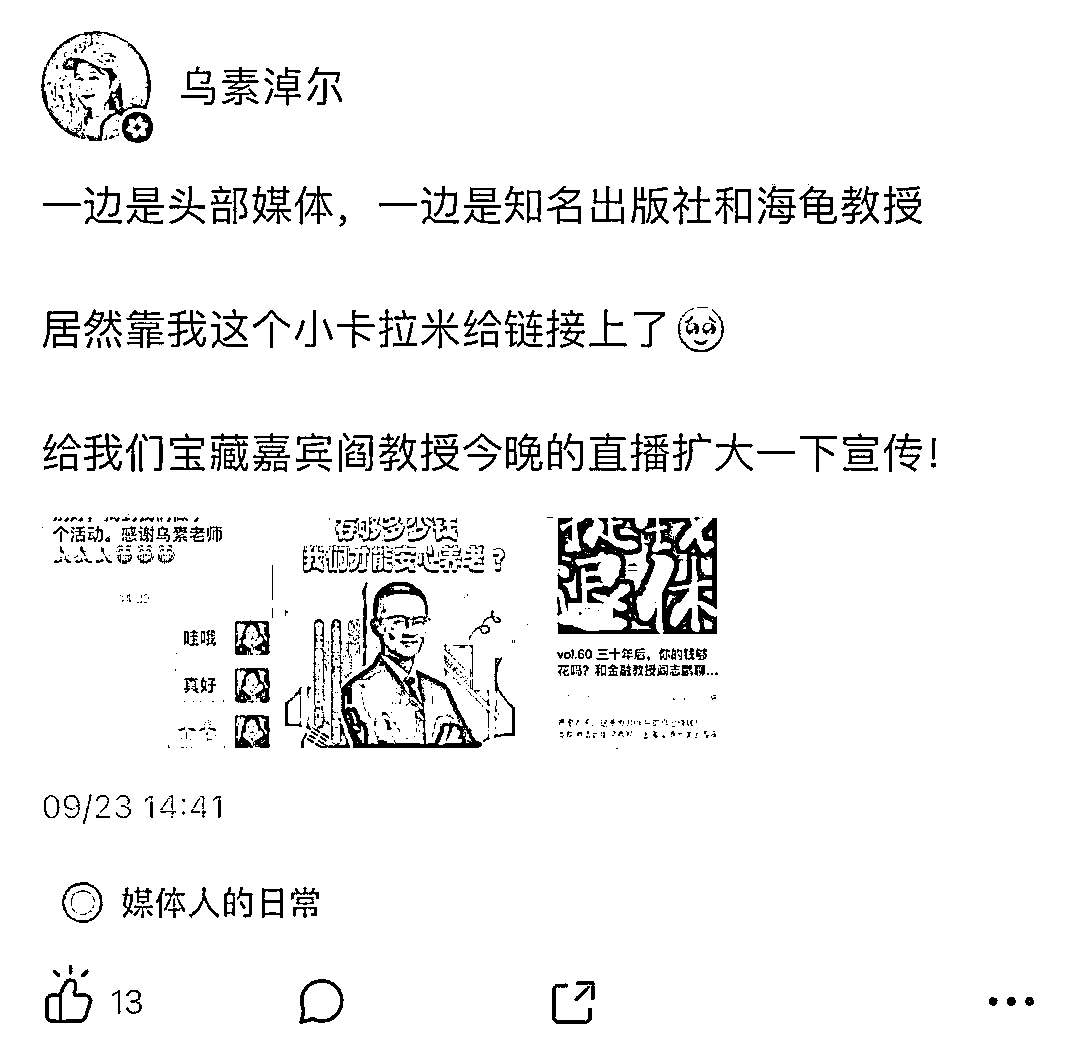 乌素淖尔
一边是头部媒体，一边是知名出版社和海龟教授
居然靠我这个小卡拉米给链接上了
给我们宝藏嘉宾阎教授今晚的直播扩大一下宣传！
个活动。感谢乌素老师
哇哦
真好
存够多少钱
我们才能安心养老？
vol.60 三十年后，你的钱够
花吗？和金融教授阎志鹏聊...
09/23 14:41
媒体人的日常
13